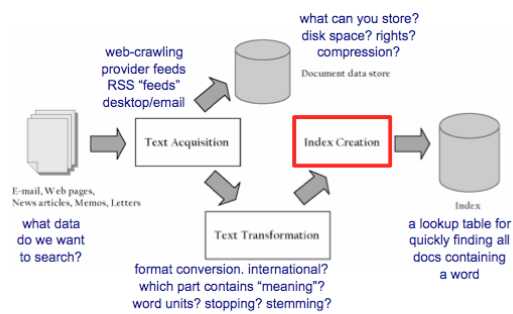 what can you store?
disk space? rights?
compression?
web-crawling
provider feeds
RSS “feeds”
desktop/email
Document data store
Text Acquisition
Index Creation
E-mail, Web pages,
News articles, Memos, Letters
Index
what data
do we want
to search?
Text Transformation
a lookup table for
quickly finding all
docs containing
a word
format conversion. international?
which part contains “meaning”?
word units? stopping? stemming?